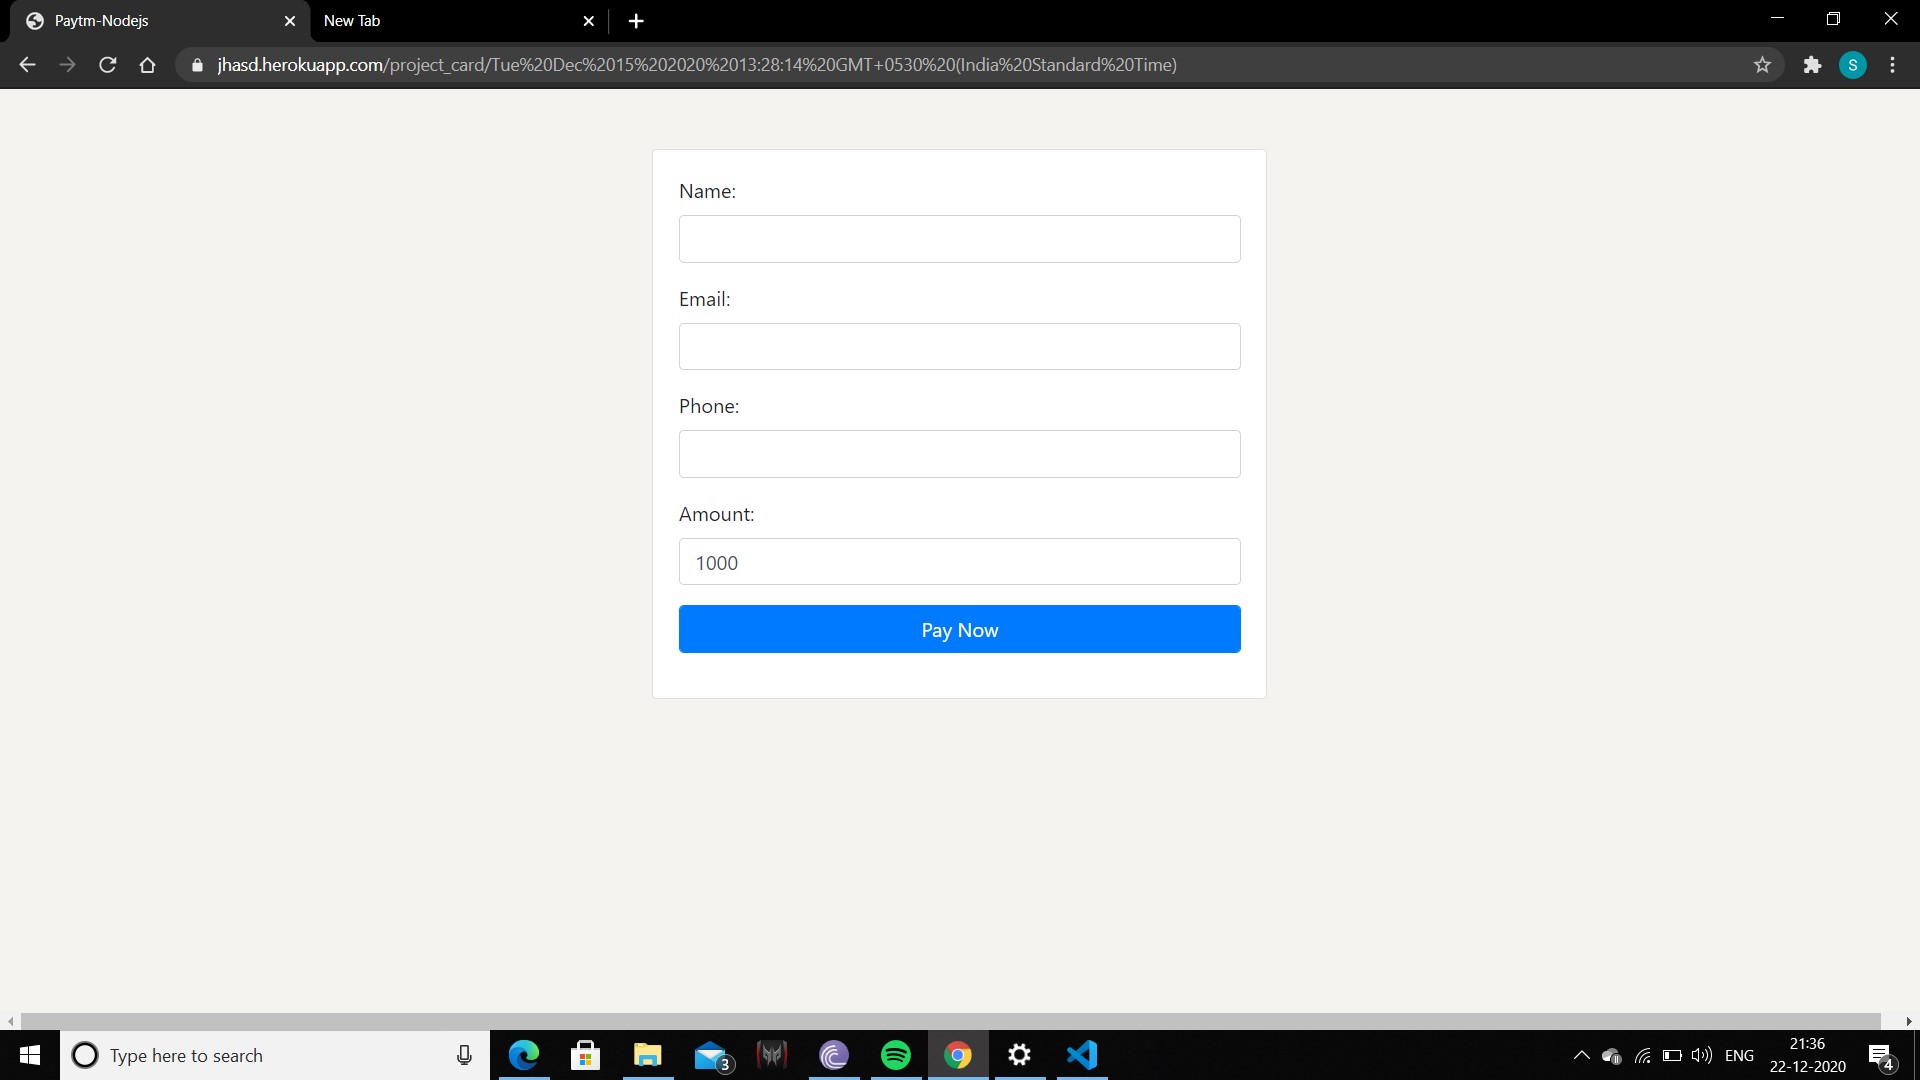 Paytm-Nodejs
New Tab
jhasd.herokuapp.com/project_card/Tue%20Dec%2015%202020%2013:28:14%20GMT+0530%20(India%20Standard%20Time)
S
Name:
Email:
Phone:
Amount:
1000
Pay Now
Type here to search
3
ENG
21:36
22-12-2020
4